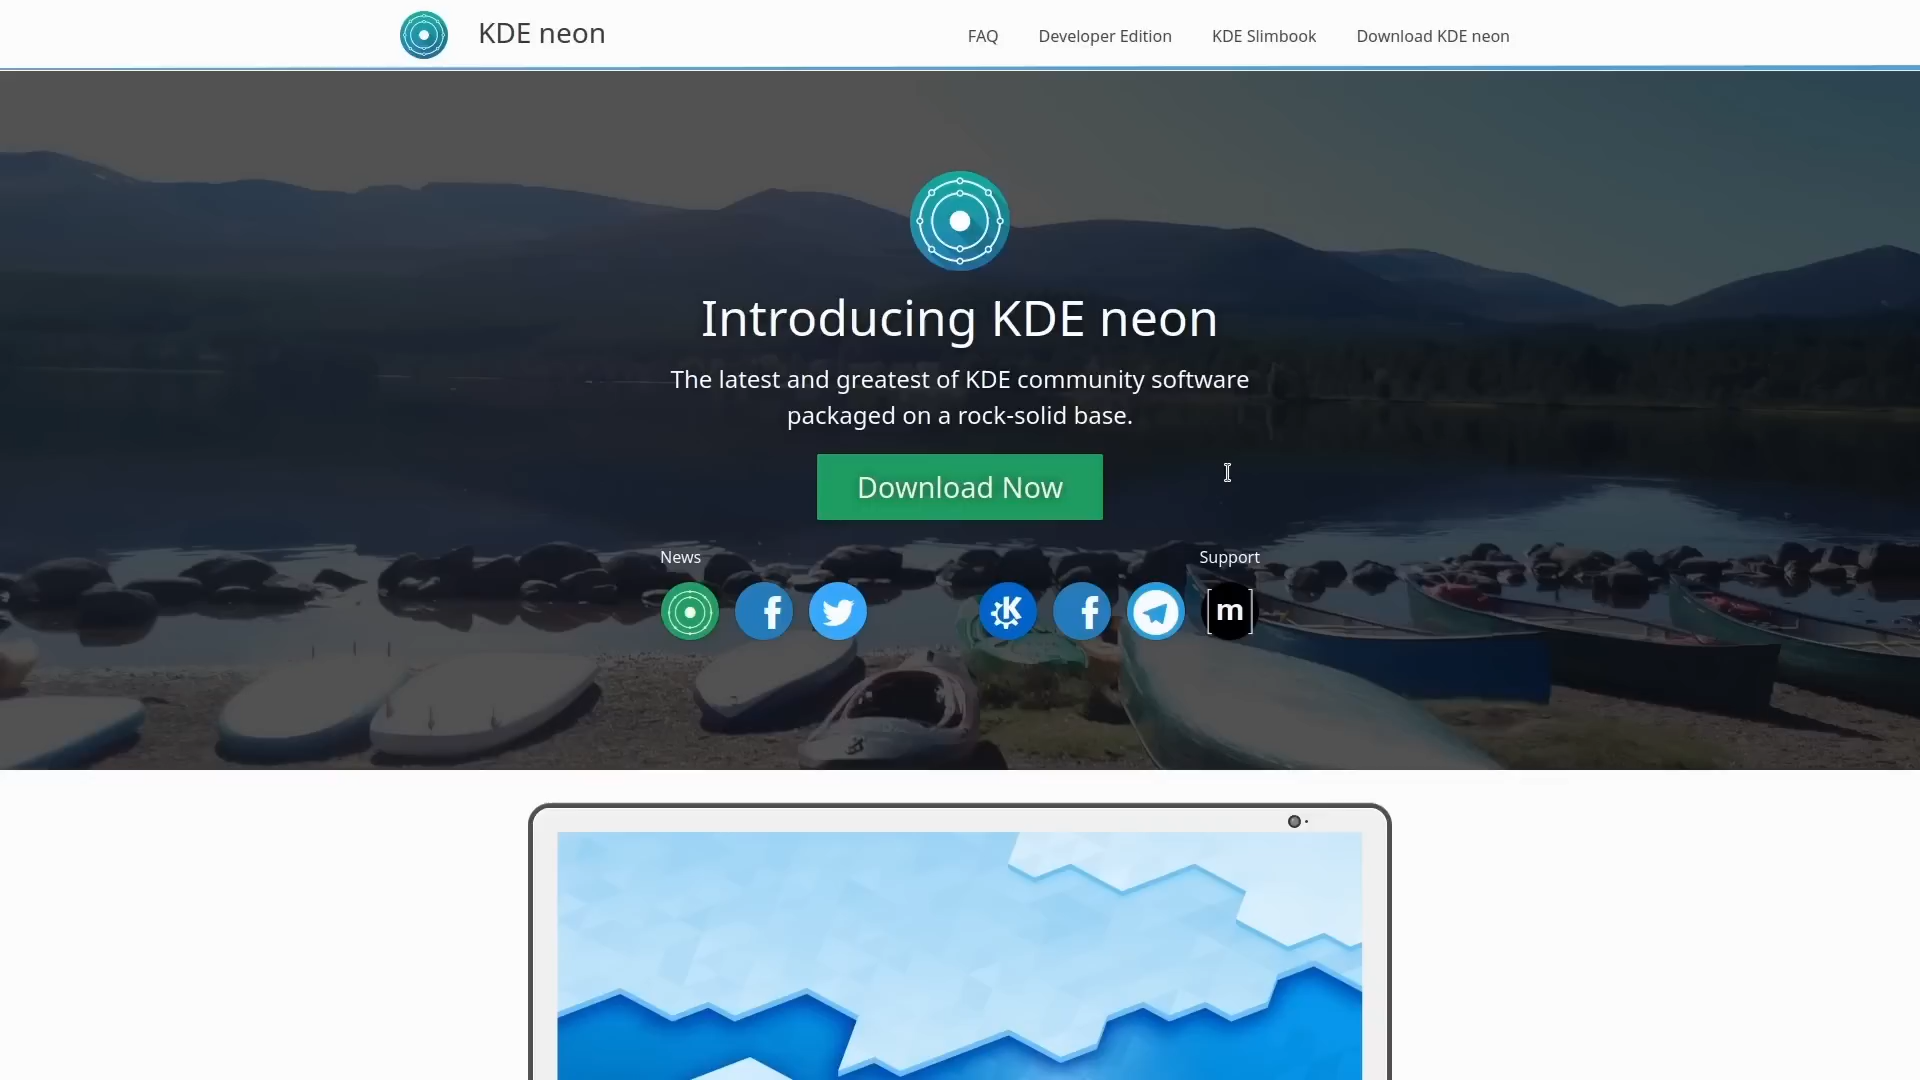 KDE neon
FAQ
Developer Edition
KDE Slimbook
Download KDE neon
Introducing KDE neon
The latest and greatest of KDE community software
packaged on a rock-solid base.
Download Now
News
Support
[m]